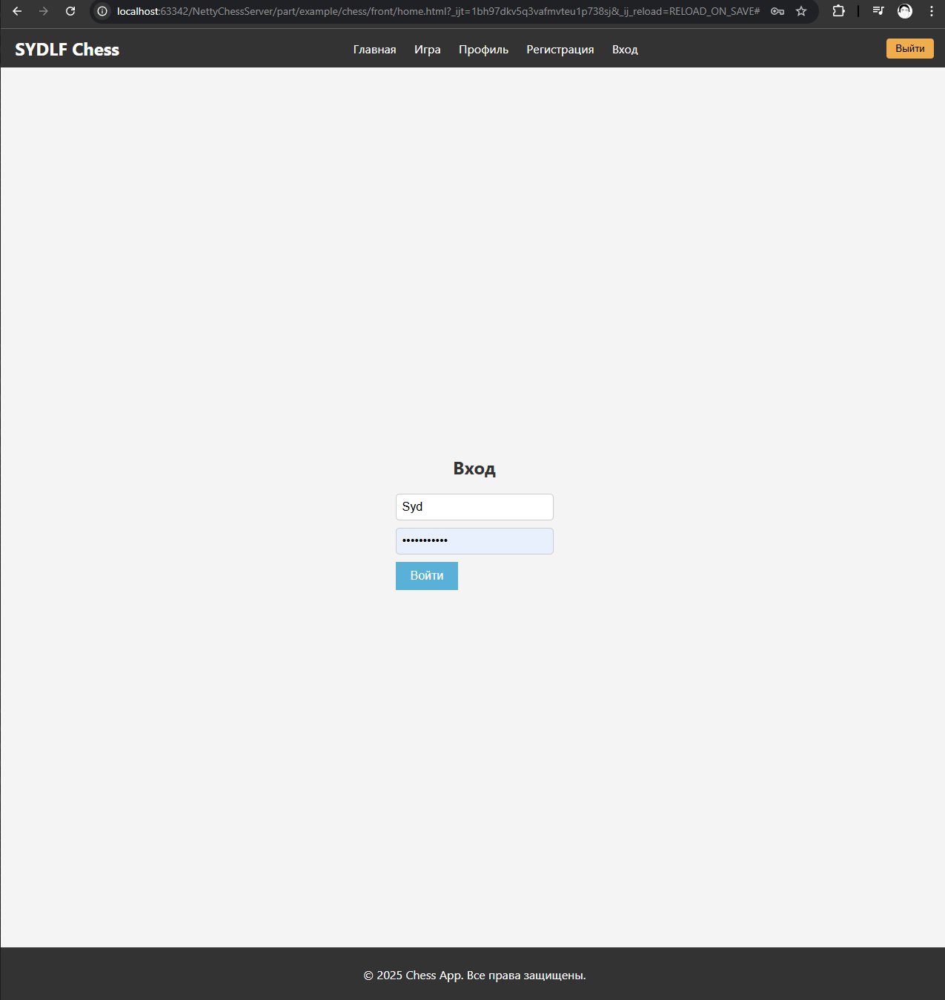 localhost:63342/NettyChessServer/part/example/chess/front/home.html?_ijt=1bh97dkv5q3vafmvteu1p738sj&_ij_reload=RELOAD_ON_SAVE#
SYDLF Chess Главная Игра Профиль Регистрация Вход Выйти
Вход
Syd
•••••••••••
Войти
© 2025 Chess App. Все права защищены.